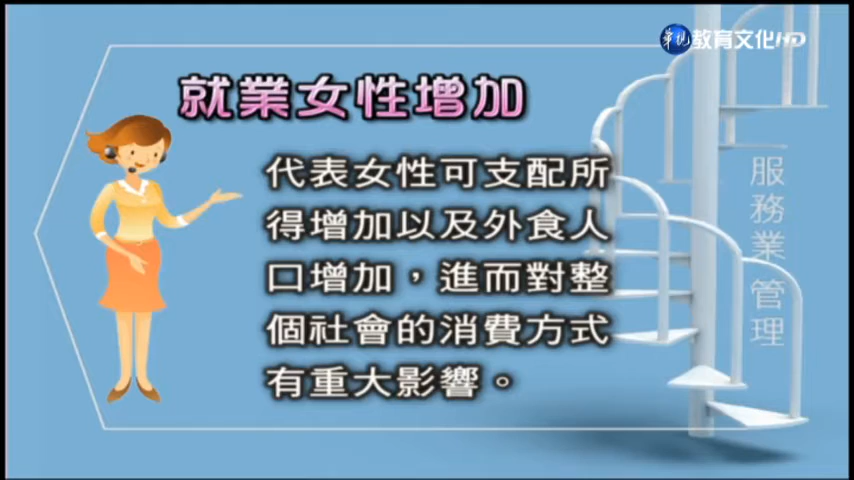 華視教育文化HD
就業女性增加
代表女性可支配所
得增加以及外食人
口增加，進而對整
個社會的消費方式
有重大影響。
服務業管理